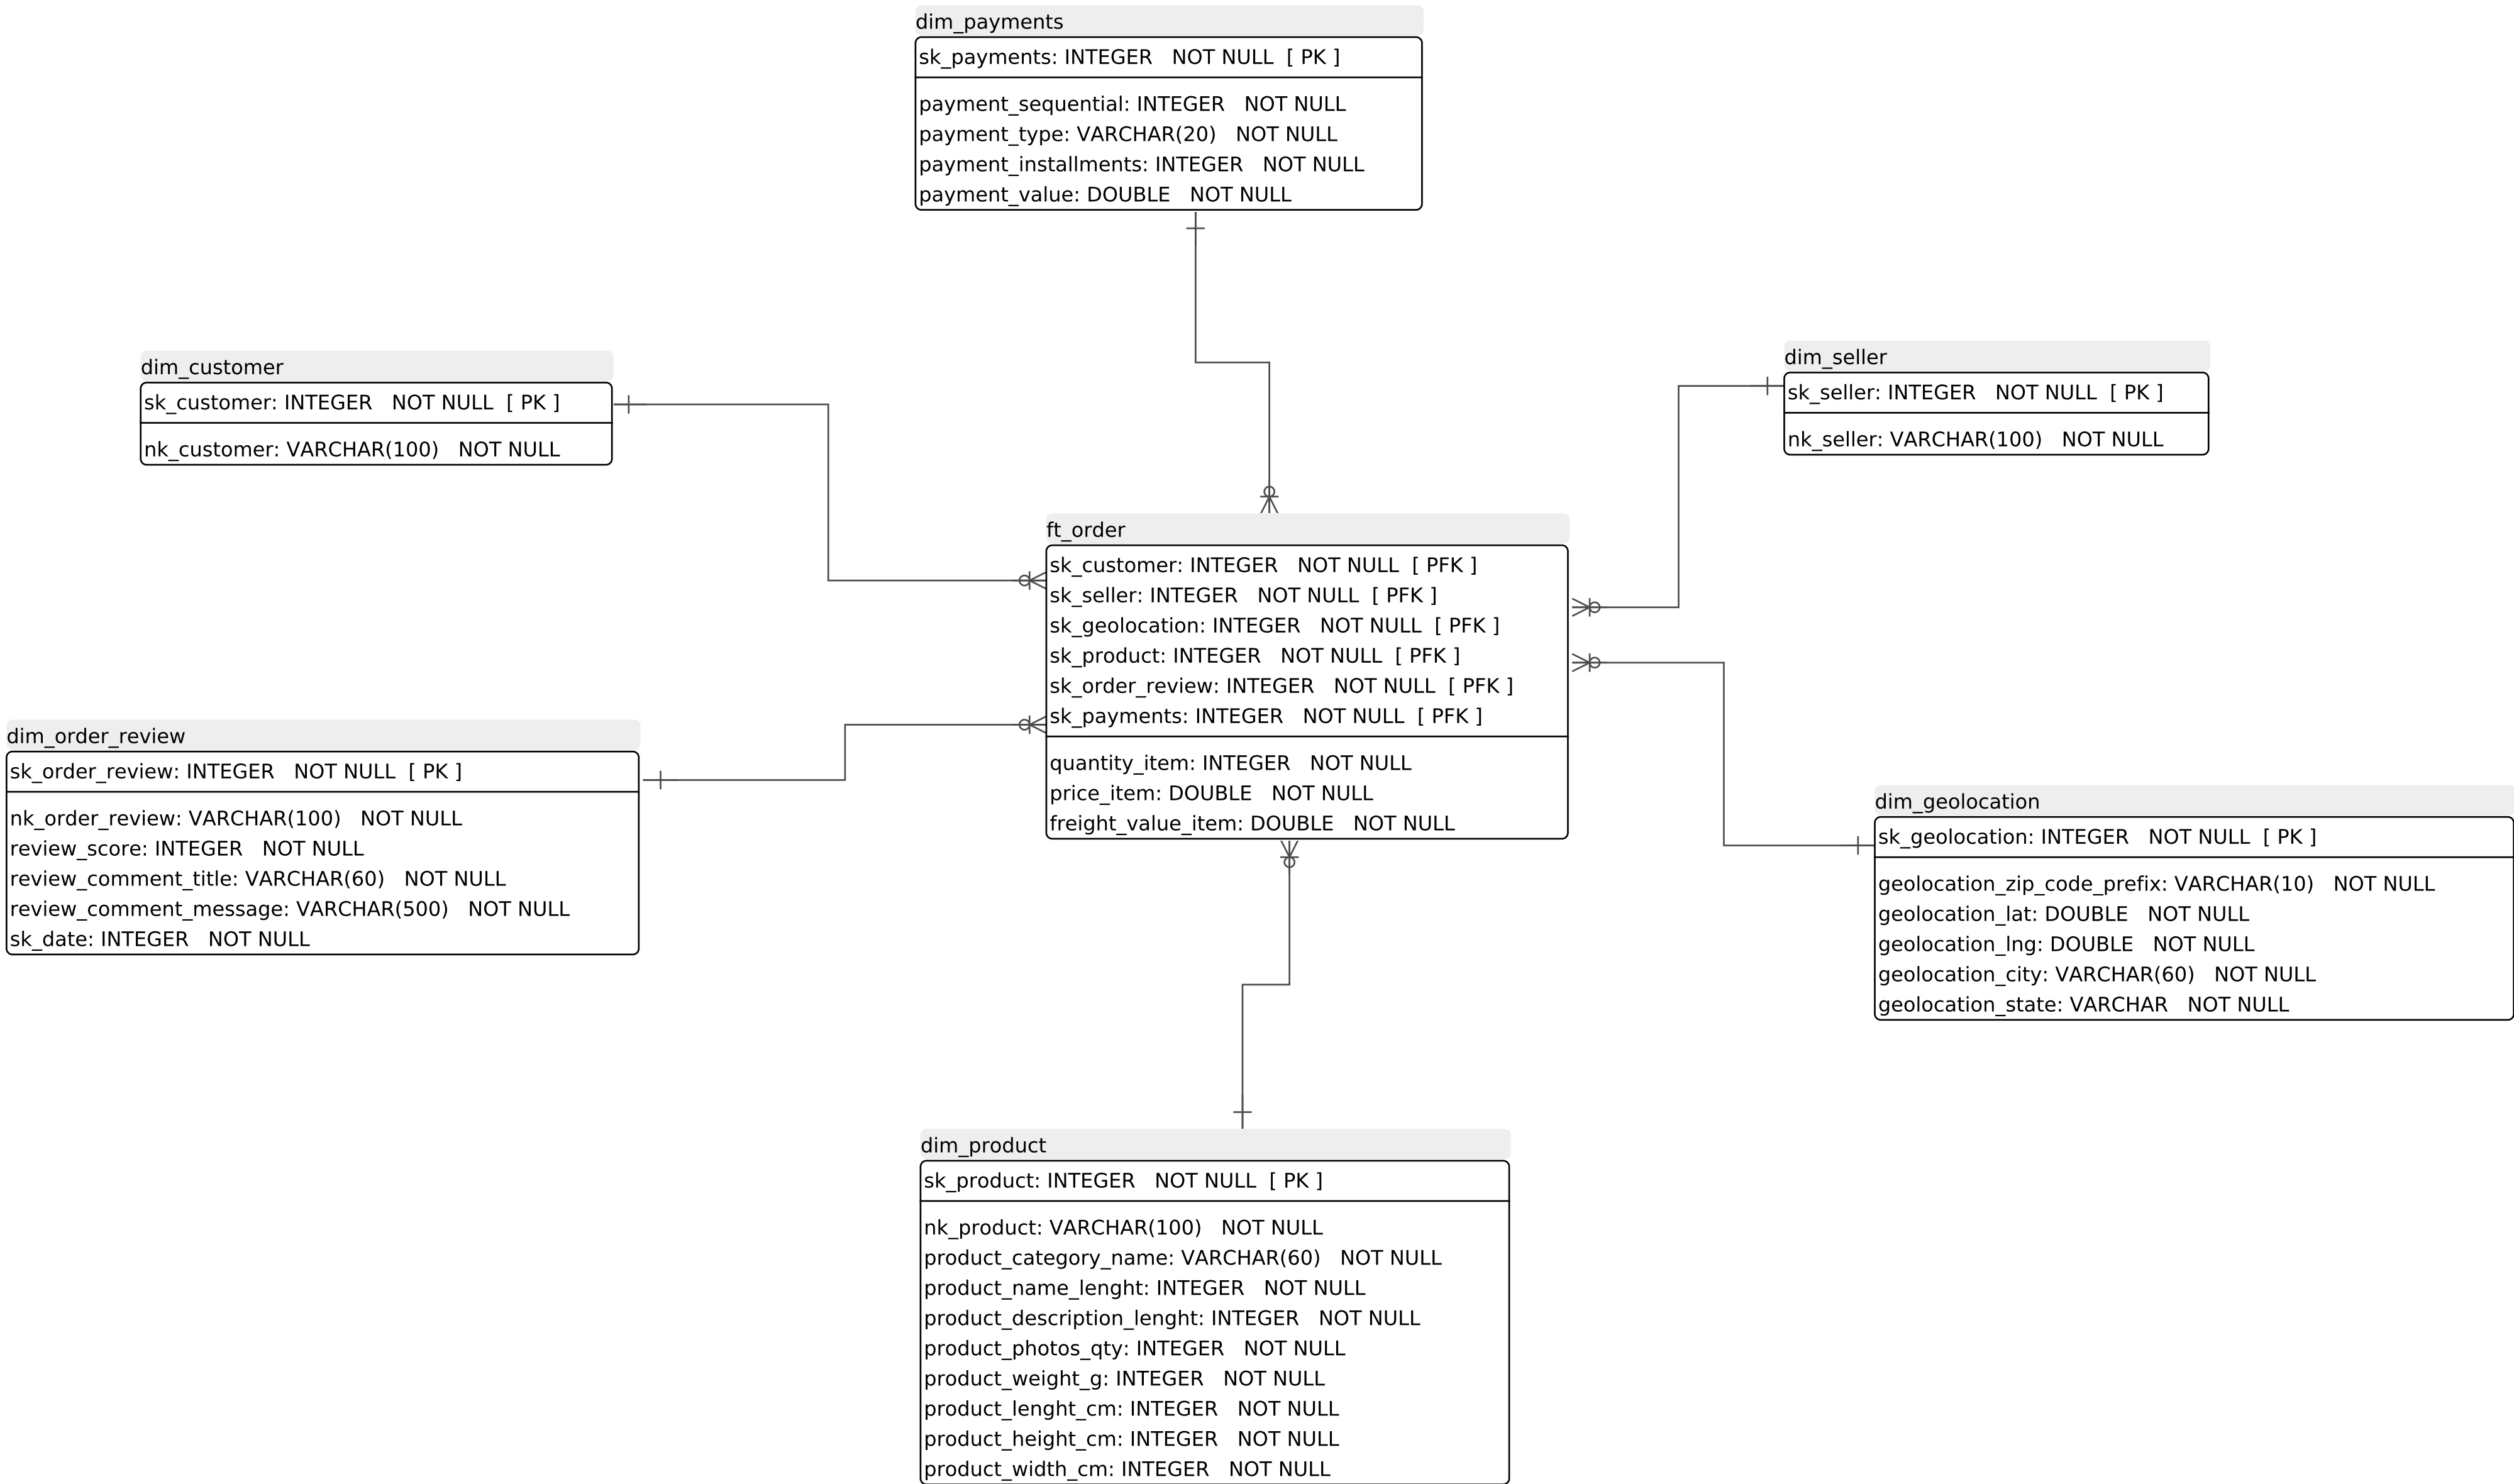 dim_payments
sk_payments: INTEGER NOT NULL [ PK ]
payment_sequential: INTEGER NOT NULL
payment_type: VARCHAR(20) NOT NULL
payment_installments: INTEGER NOT NULL
payment_value: DOUBLE NOT NULL
dim_customer
sk_customer: INTEGER NOT NULL [ PK ]
nk_customer: VARCHAR(100) NOT NULL
dim_seller
sk_seller: INTEGER NOT NULL [ PK ]
nk_seller: VARCHAR(100) NOT NULL
ft_order
sk_customer: INTEGER NOT NULL [ PFK ]
sk_seller: INTEGER NOT NULL [ PFK ]
sk_geolocation: INTEGER NOT NULL [ PFK ]
sk_product: INTEGER NOT NULL [ PFK ]
sk_order_review: INTEGER NOT NULL [ PFK ]
sk_payments: INTEGER NOT NULL [ PFK ]
quantity_item: INTEGER NOT NULL
price_item: DOUBLE NOT NULL
freight_value_item: DOUBLE NOT NULL
dim_order_review
sk_order_review: INTEGER NOT NULL [ PK ]
nk_order_review: VARCHAR(100) NOT NULL
review_score: INTEGER NOT NULL
review_comment_title: VARCHAR(60) NOT NULL
review_comment_message: VARCHAR(500) NOT NULL
sk_date: INTEGER NOT NULL
dim_geolocation
sk_geolocation: INTEGER NOT NULL [ PK ]
geolocation_zip_code_prefix: VARCHAR(10) NOT NULL
geolocation_lat: DOUBLE NOT NULL
geolocation_lng: DOUBLE NOT NULL
geolocation_city: VARCHAR(60) NOT NULL
geolocation_state: VARCHAR NOT NULL
dim_product
sk_product: INTEGER NOT NULL [ PK ]
nk_product: VARCHAR(100) NOT NULL
product_category_name: VARCHAR(60) NOT NULL
product_name_lenght: INTEGER NOT NULL
product_description_lenght: INTEGER NOT NULL
product_photos_qty: INTEGER NOT NULL
product_weight_g: INTEGER NOT NULL
product_lenght_cm: INTEGER NOT NULL
product_height_cm: INTEGER NOT NULL
product_width_cm: INTEGER NOT NULL